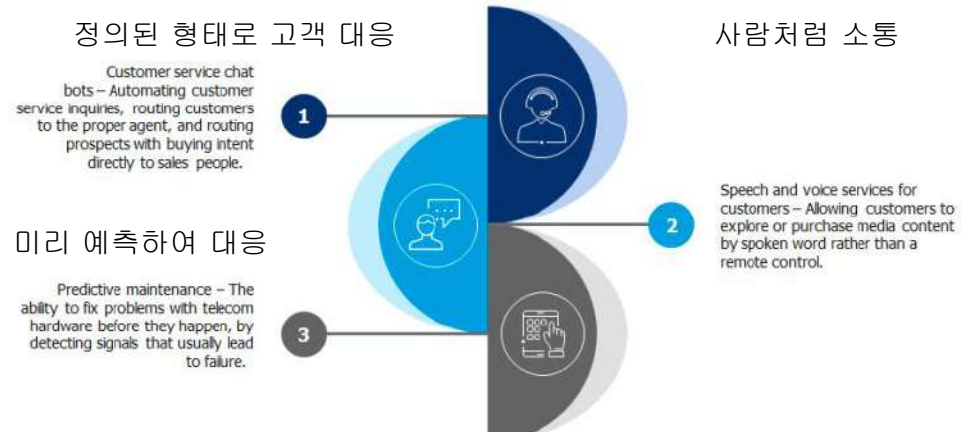 정의된 형태로 고객 대응
Customer service chat
bots – Automating customer
service inquiries, routing customers
to the proper agent, and routing
prospects with buying intent
directly to sales people.
1
사람처럼 소통
2
Speech and voice services for
customers – Allowing customers to
explore or purchase media content
by spoken word rather than a
remote control.
미리 예측하여 대응
Predictive maintenance – The
ability to fix problems with telecom
hardware before they happen, by
detecting signals that usually lead
to failure.
3